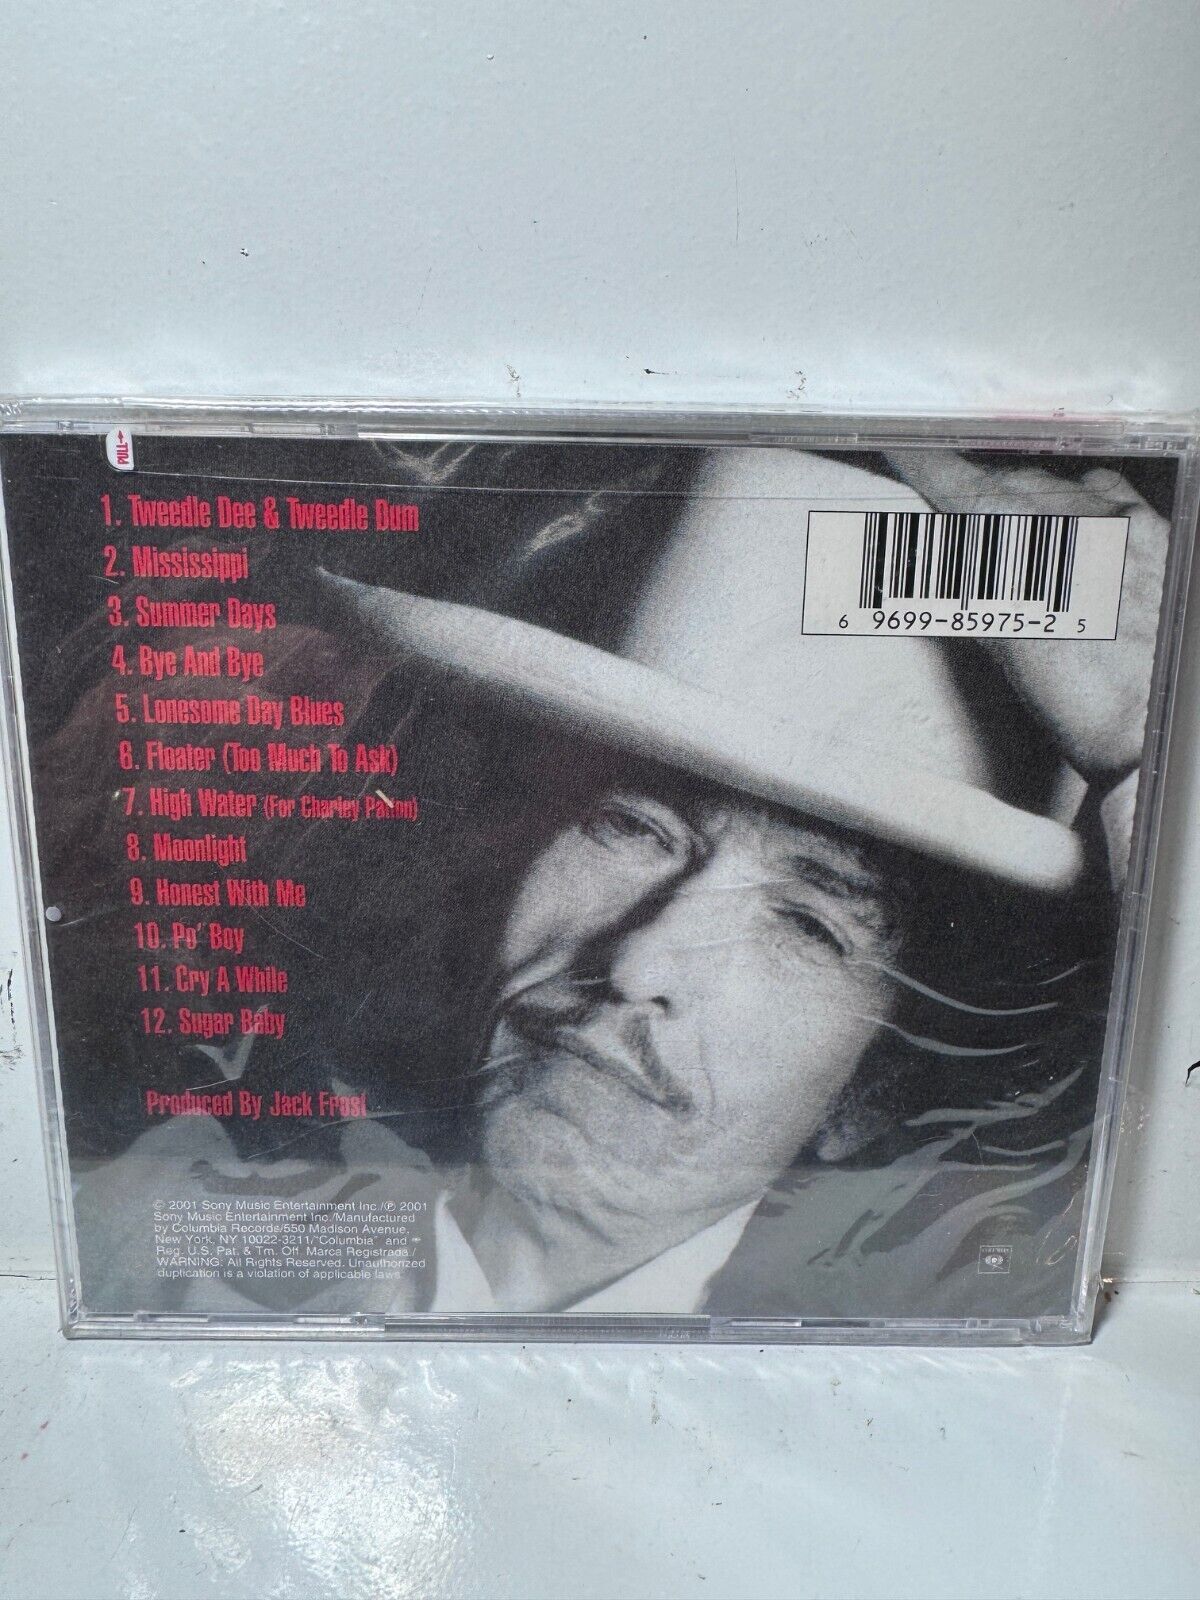 PULL→
1. Tweedle Dee & Tweedle Dum
2. Mississippi
3. Summer Days
4. Bye And Bye
5. Lonesome Day Blues
6. Floater (Too Much To Ask)
7. High Water (For Charley Patton)
8. Moonlight
9. Honest With Me
10. Po' Boy
11. Cry A While
12. Sugar Baby
Produced By Jack Frost
© 2001 Sony Music Entertainment Inc./℗ 2001
Sony Music Entertainment Inc./Manufactured
by Columbia Records/550 Madison Avenue,
New York, NY 10022-3211/"Columbia" and
Reg. U.S. Pat. & Tm. Off. Marca Registrada./
WARNING: All Rights Reserved. Unauthorized
duplication is a violation of applicable laws.
6 96998-5975-2 5
COLUMBIA